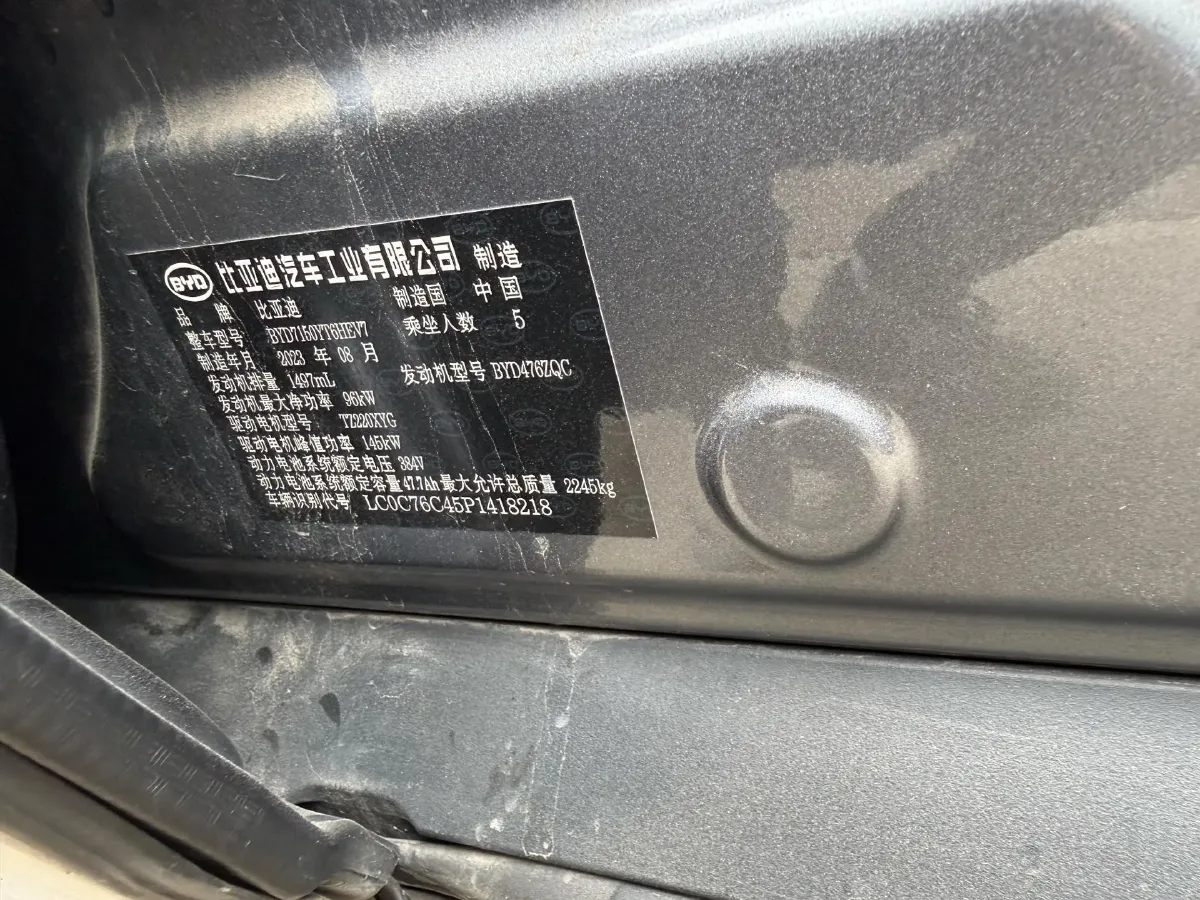 BYD 比亚迪汽车工业有限公司 制造
品牌 比亚迪 制造国 中国
整车型号 BYD7150YT6HEV7 乘坐人数 5
制造年月 2023 年 08 月
发动机排量 1497mL 发动机型号 BYD476ZQC
发动机最大净功率 96kW
驱动电机型号 TZ220XYG
驱动电机峰值功率 145kW
动力电池系统额定电压 384V
动力电池系统额定容量 47.7Ah 最大允许总质量 2245kg
车辆识别代号 LC0C76C45P1418218